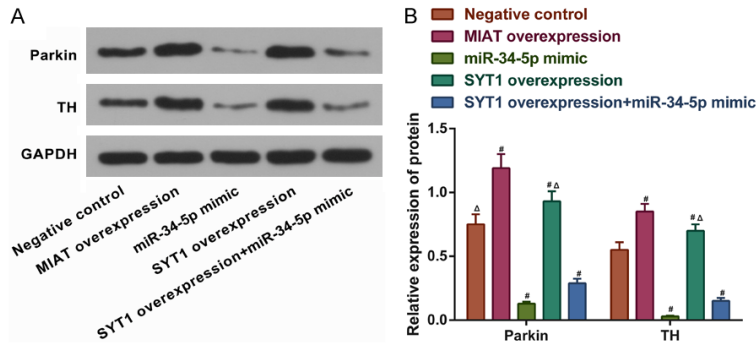 A
Parkin
TH
GAPDH
Negative control
MIAT overexpression
miR-34-5p mimic
SYT1 overexpression
SYT1 overexpression+miR-34-5p mimic
B
Negative control
MIAT overexpression
miR-34-5p mimic
SYT1 overexpression
SYT1 overexpression+miR-34-5p mimic
Relative expression of protein
1.5
1.0
0.5
0.0
Δ
#
#
# Δ
#
#
#
# Δ
#
Parkin
TH